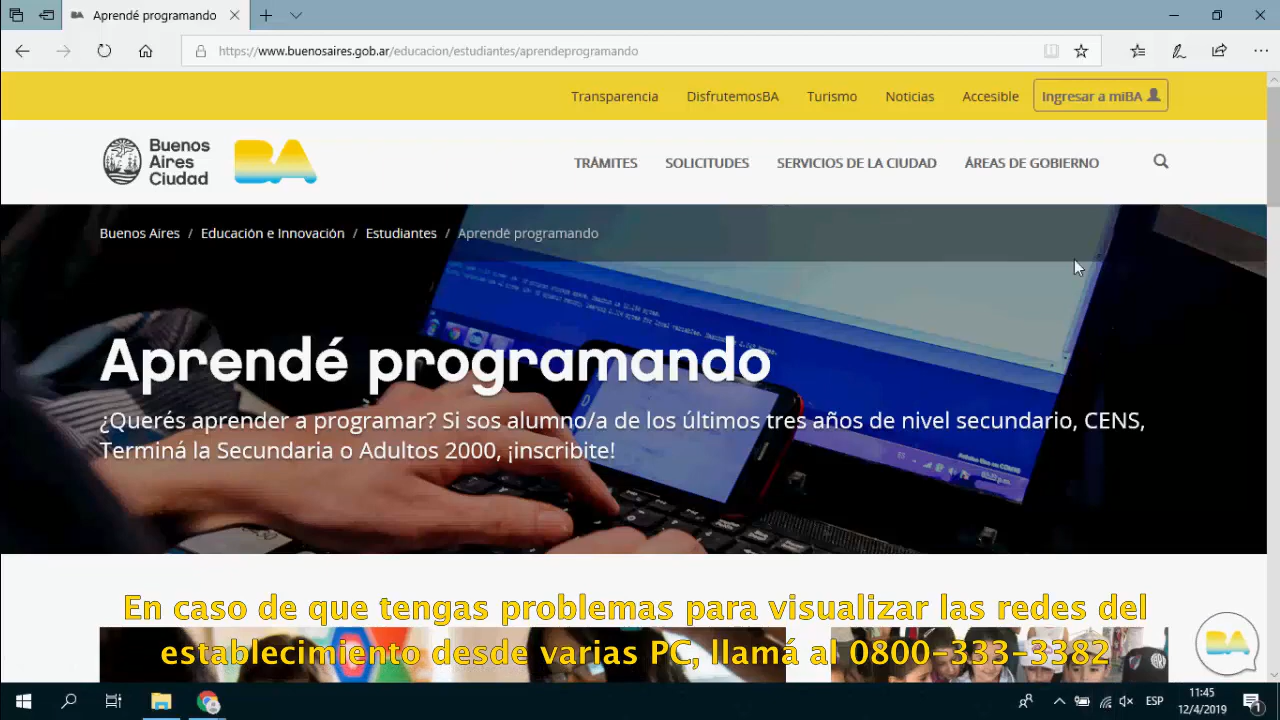 Aprendé programando
https://www.buenosaires.gob.ar/educacion/estudiantes/aprendeprogramando
Transparencia DisfrutemosBA Turismo Noticias Accesible Ingresar a miBA
Buenos
Aires
Ciudad
BA
TRÁMITES SOLICITUDES SERVICIOS DE LA CIUDAD ÁREAS DE GOBIERNO
Buenos Aires / Educación e Innovación / Estudiantes / Aprendé programando
Aprendé programando
¿Querés aprender a programar? Si sos alumno/a de los últimos tres años de nivel secundario, CENS,
Terminá la Secundaria o Adultos 2000, ¡inscribite!
En caso de que tengas problemas para visualizar las redes del
establecimiento desde varias PC, llamá al 0800-333-3382
BA
ESP
11:45
12/4/2019
1